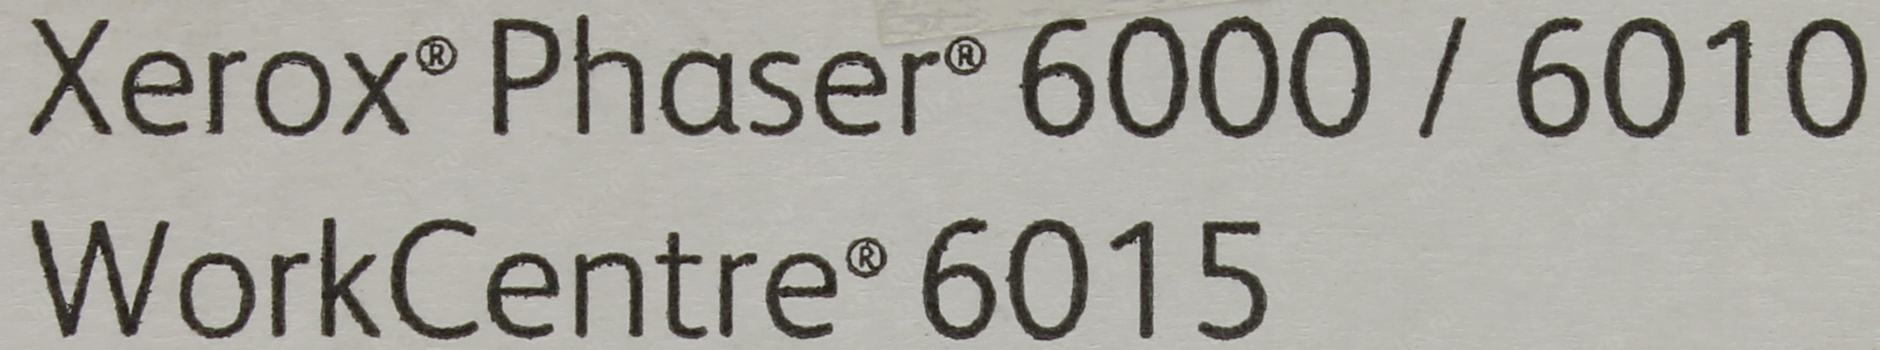 Xerox® Phaser® 6000 / 6010
WorkCentre® 6015